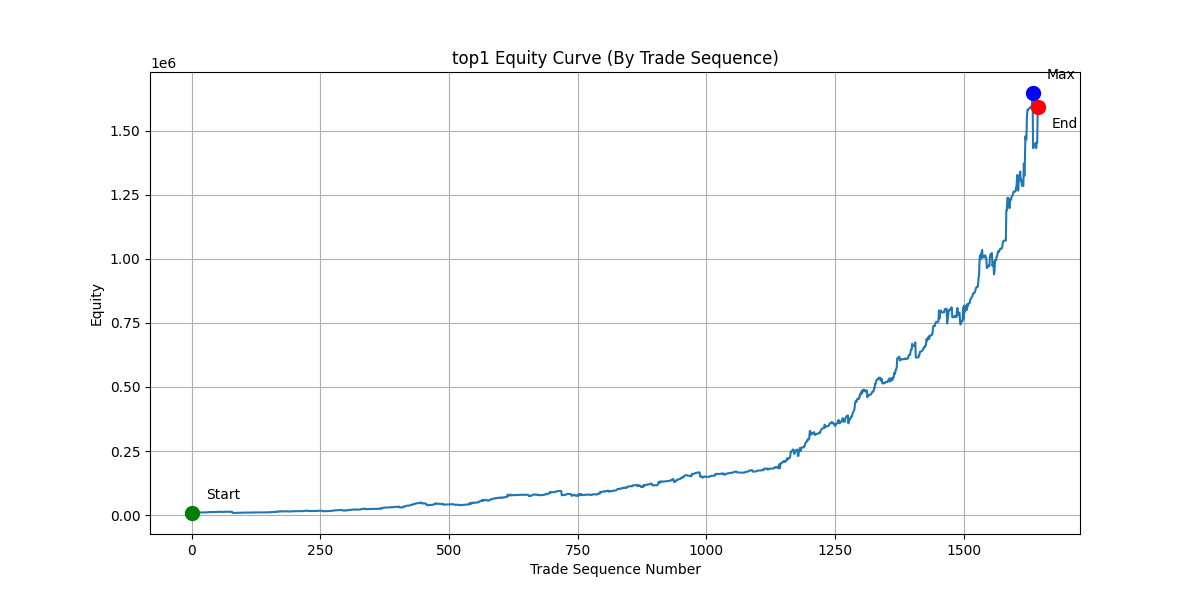 top1 Equity Curve (By Trade Sequence)
1e6
Max
End
Start
Equity
1.50
1.25
1.00
0.75
0.50
0.25
0.00
0 250 500 750 1000 1250 1500
Trade Sequence Number